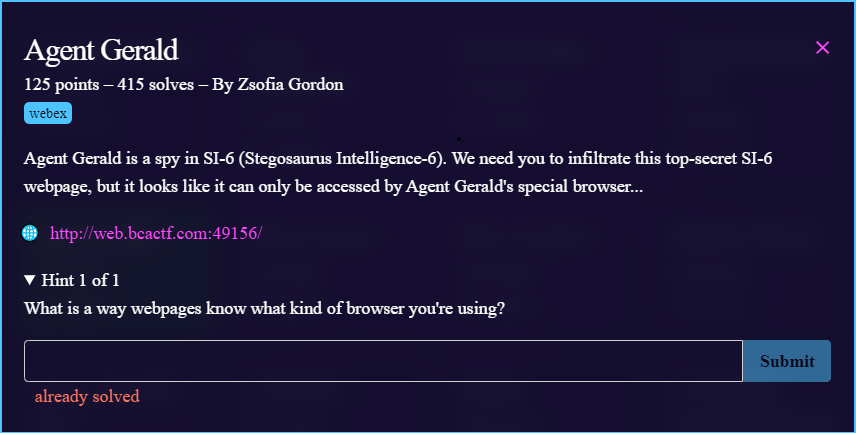 Agent Gerald
125 points – 415 solves – By Zsofia Gordon
webex
Agent Gerald is a spy in SI-6 (Stegosaurus Intelligence-6). We need you to infiltrate this top-secret SI-6
webpage, but it looks like it can only be accessed by Agent Gerald's special browser...
http://web.bcactf.com:49156/
Hint 1 of 1
What is a way webpages know what kind of browser you're using?
Submit
already solved